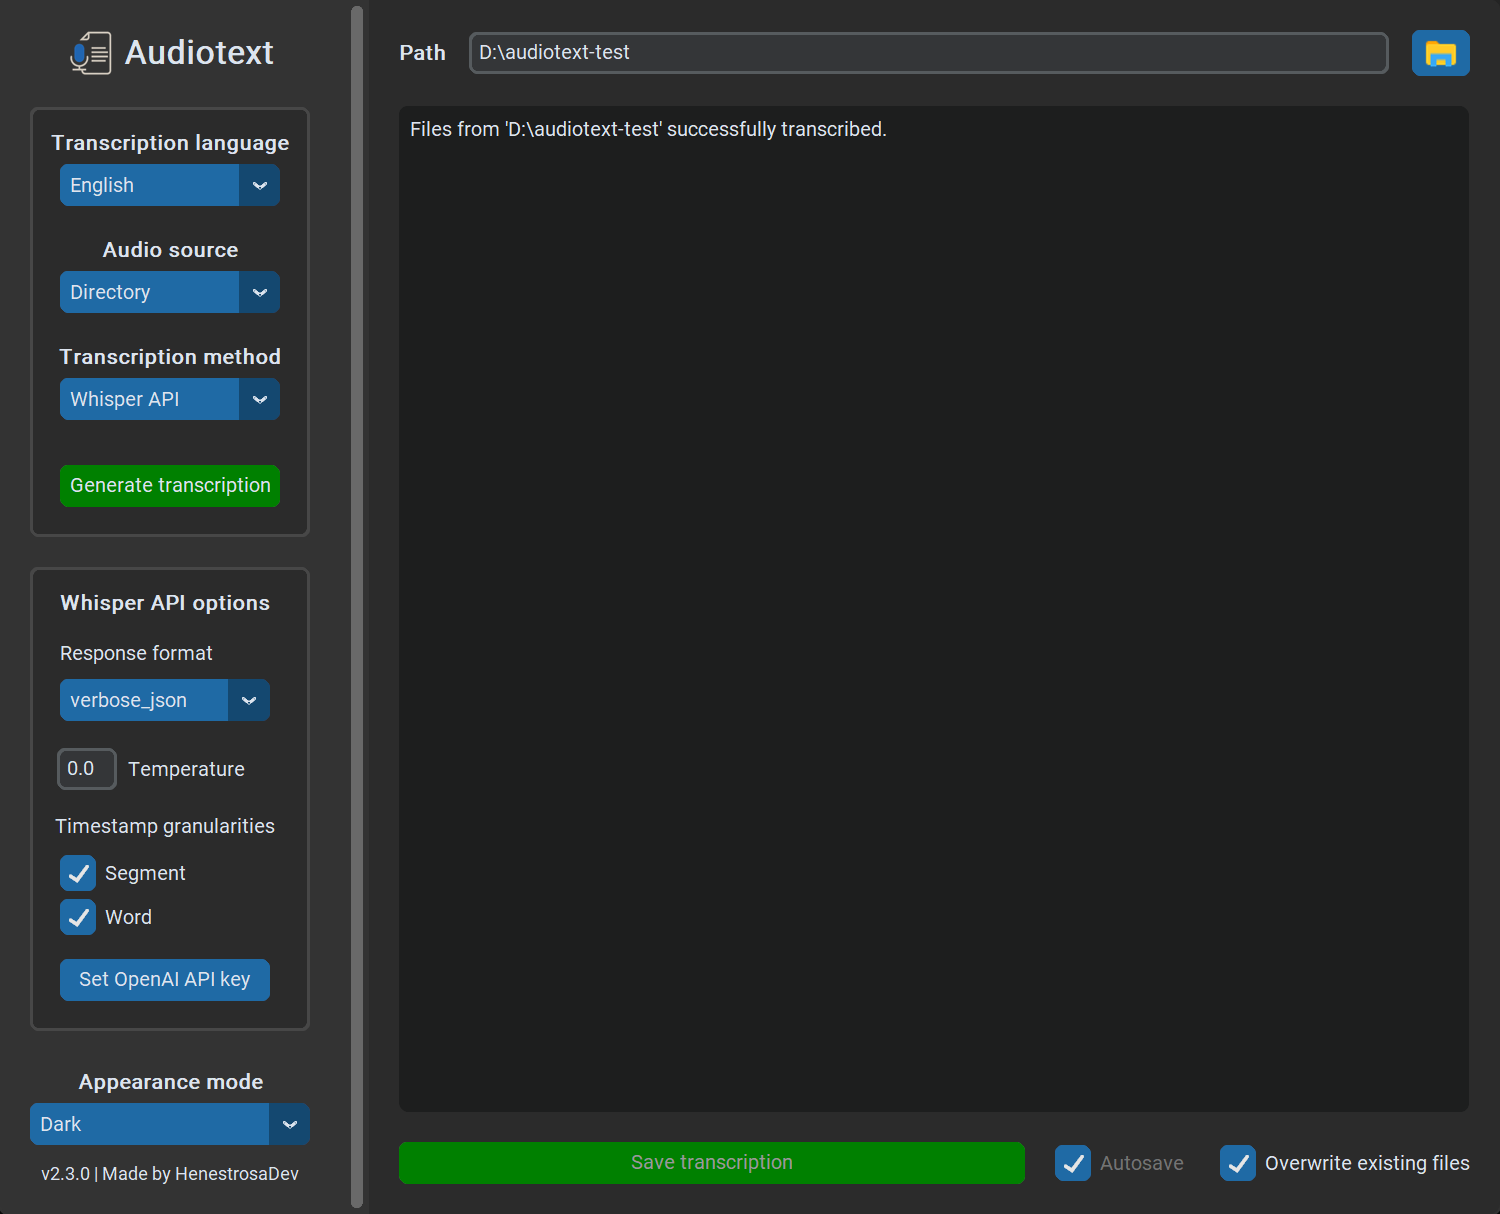 Audiotext
Transcription language
English
Audio source
Directory
Transcription method
Whisper API
Generate transcription
Whisper API options
Response format
verbose_json
0.0 Temperature
Timestamp granularities
Segment
Word
Set OpenAI API key
Appearance mode
Dark
v2.3.0 | Made by HenestrosaDev
Path D:\audiotext-test
Files from 'D:\audiotext-test' successfully transcribed.
Save transcription Autosave Overwrite existing files